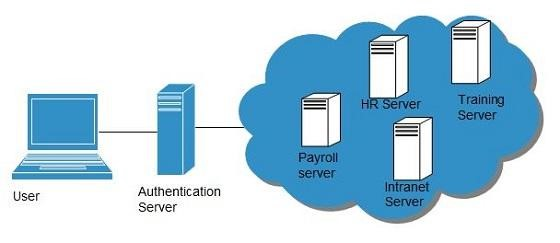 User
Authentication
Server
Payroll
server
HR Server
Training
Server
Intranet
Server